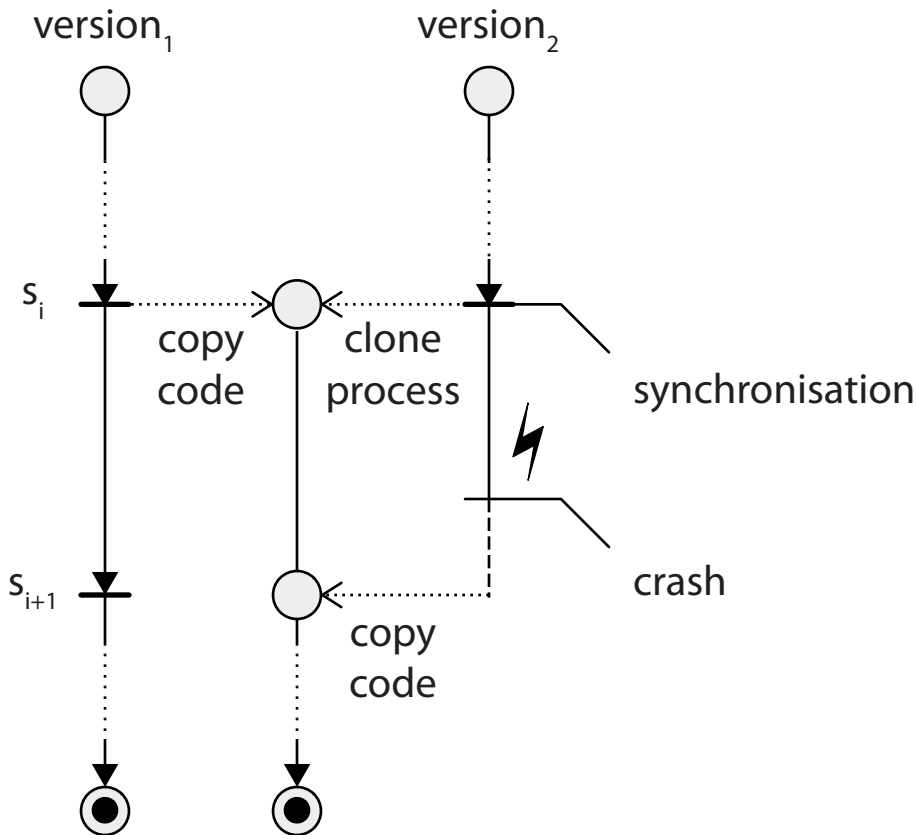 version₁
version₂
sᵢ
copy
code
clone
process
synchronisation
sᵢ₊₁
crash
copy
code